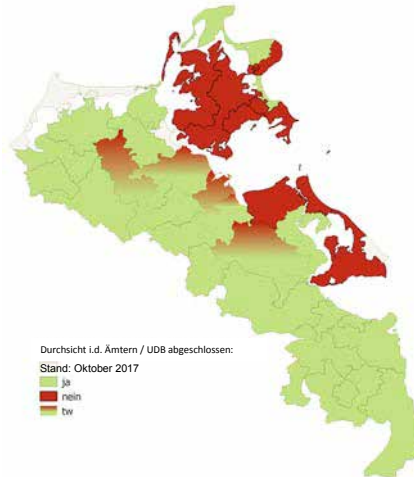 Durchsicht i.d. Ämtern / UDB abgeschlossen:
Stand: Oktober 2017
ja
nein
tw